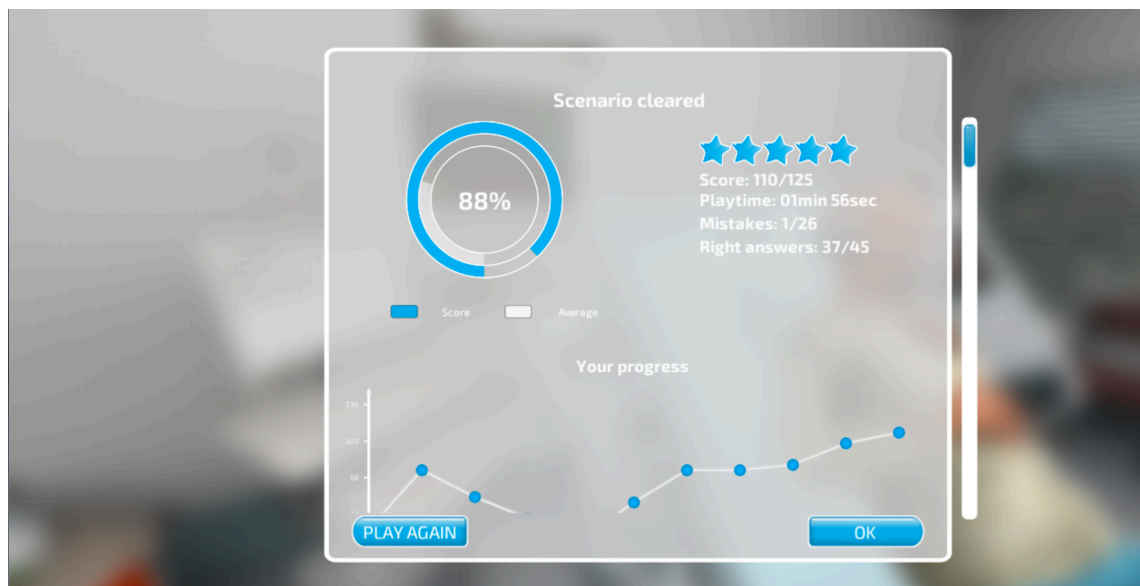 Scenario cleared
88%
Score: 110/125
Playtime: 01min 56sec
Mistakes: 1/26
Right answers: 37/45
Score
Average
Your progress
136
102
68
PLAY AGAIN
OK